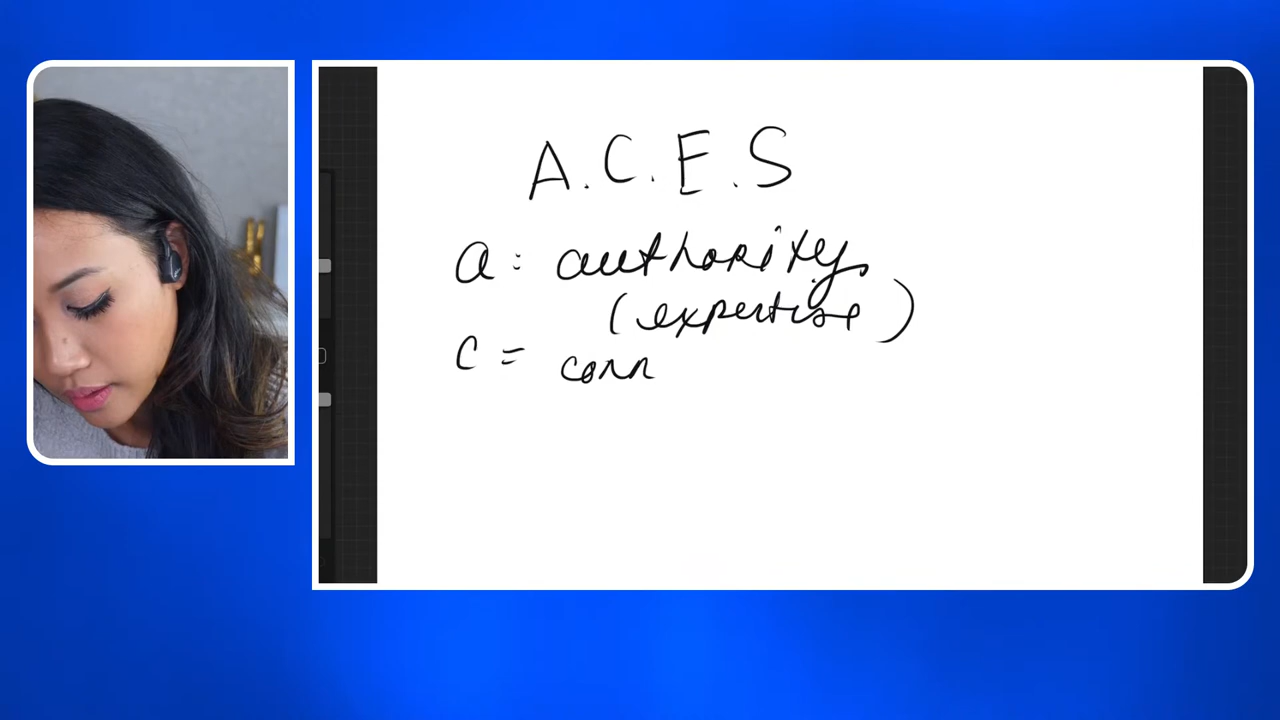 A.C.E.S
a: authority
(expertise)
c = conn